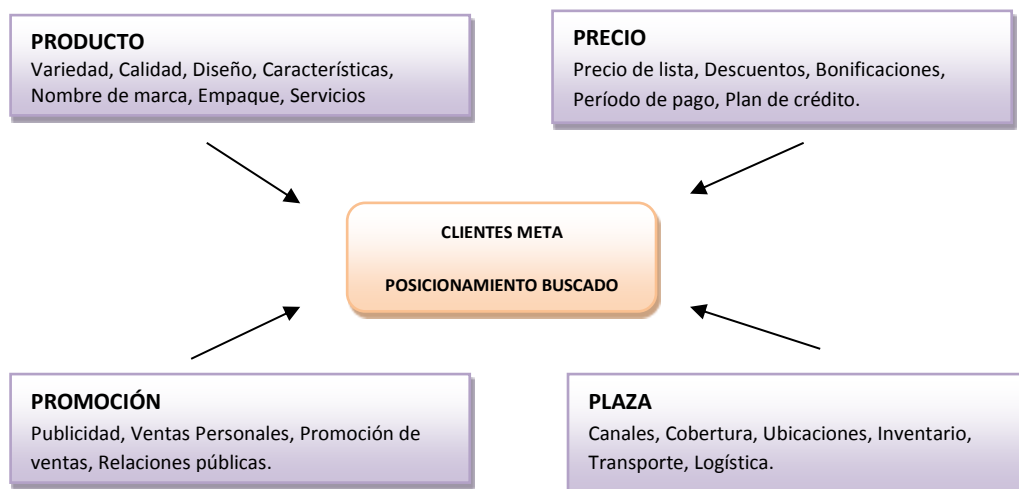 PRODUCTO
Variedad, Calidad, Diseño, Características,
Nombre de marca, Empaque, Servicios
PRECIO
Precio de lista, Descuentos, Bonificaciones,
Período de pago, Plan de crédito.
CLIENTES META
POSICIONAMIENTO BUSCADO
PROMOCIÓN
Publicidad, Ventas Personales, Promoción de
ventas, Relaciones públicas.
PLAZA
Canales, Cobertura, Ubicaciones, Inventario,
Transporte, Logística.